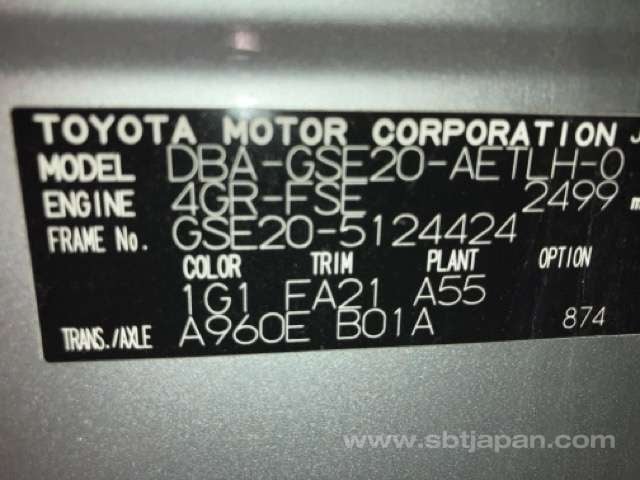 TOYOTA MOTOR CORPORATION J
MODEL DBA-GSE20-AETLH-0
ENGINE 4GR-FSE 2499 m
FRAME No. GSE20-5124424
COLOR TRIM PLANT OPTION
1G1 FA21 A55
TRANS./AXLE A960E B01A 874
www.sbtjapan.com